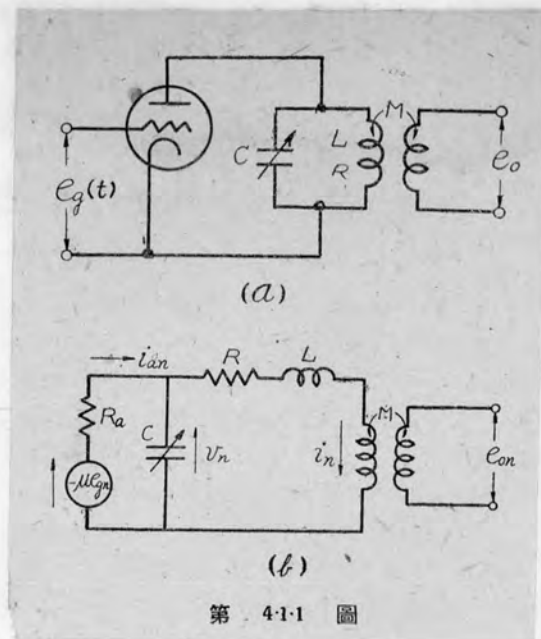 M
C
L
R
e_g(t)
e_o
(a)
i_an
R
L
R_a
C
v_n
i_n
M
-μe_gn
e_on
(b)
第 4·1·1 圖